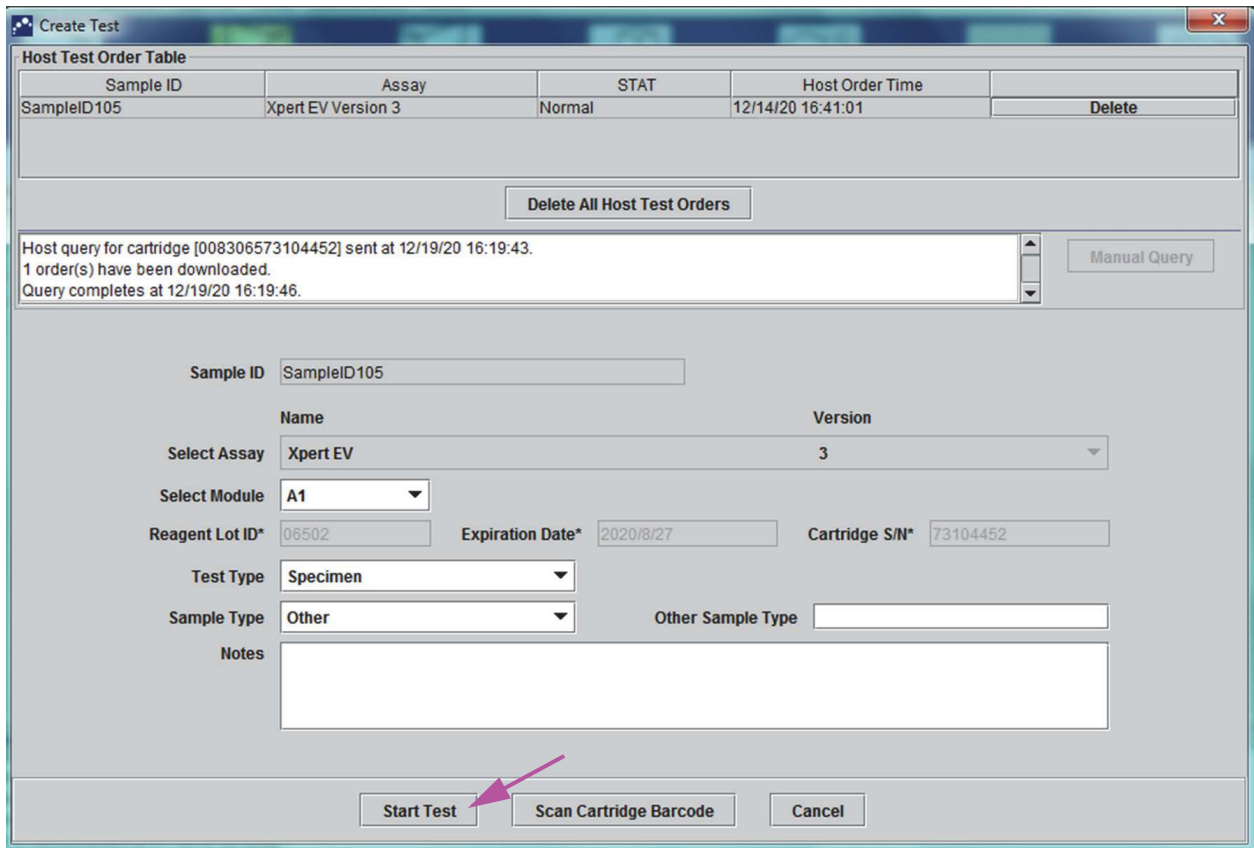 Create Test
Host Test Order Table
Sample ID Assay STAT Host Order Time
SampleID105 Xpert EV Version 3 Normal 12/14/20 16:41:01 Delete
Delete All Host Test Orders
Host query for cartridge [008306573104452] sent at 12/19/20 16:19:43.
1 order(s) have been downloaded.
Query completes at 12/19/20 16:19:46.
Manual Query
Sample ID SampleID105
Name Version
Select Assay Xpert EV 3
Select Module A1
Reagent Lot ID* 06502 Expiration Date* 2020/8/27 Cartridge S/N* 73104452
Test Type Specimen
Sample Type Other Other Sample Type
Notes
Start Test Scan Cartridge Barcode Cancel